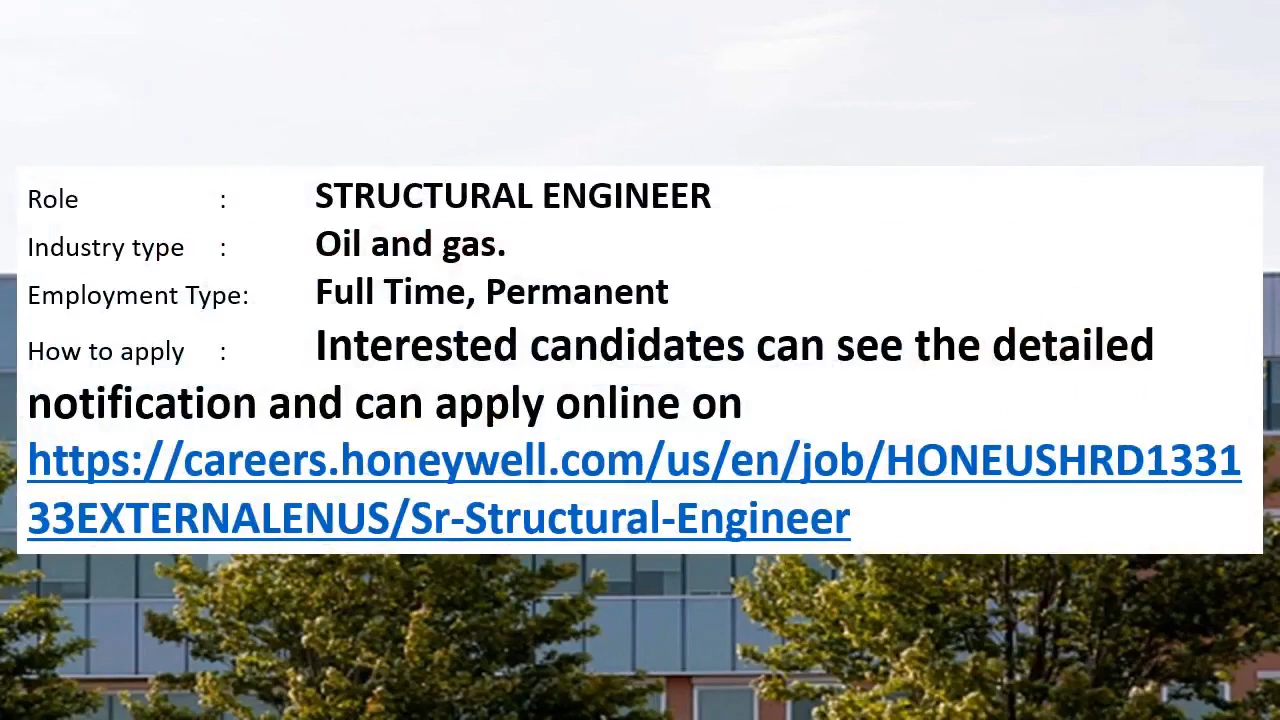 Role : STRUCTURAL ENGINEER
Industry type : Oil and gas.
Employment Type: Full Time, Permanent
How to apply : Interested candidates can see the detailed
notification and can apply online on
https://careers.honeywell.com/us/en/job/HONEUSHRD1331
33EXTERNALENUS/Sr-Structural-Engineer